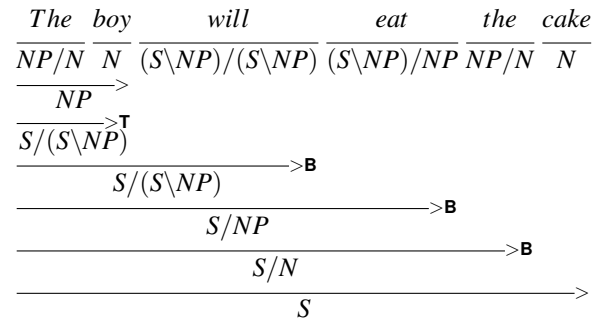 The boy will eat the cake
NP/N N (S\NP)/(S\NP) (S\NP)/NP NP/N N
>
NP
>T
S/(S\NP)
>B
S/(S\NP)
>B
S/NP
>B
S/N
>
S